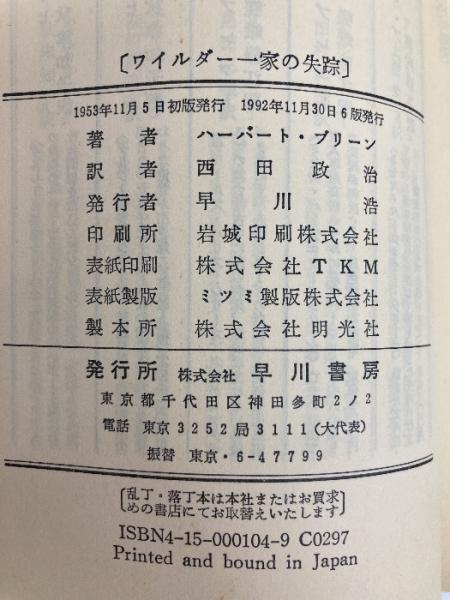 〔ワイルダー一家の失踪〕
1953年11月5日初版発行 1992年11月30日6版発行
著者 ハーバート・ブリーン
訳者 西田政治
発行者 早川浩
印刷所 岩城印刷株式会社
表紙印刷 株式会社TKM
表紙製版 ミツミ製版株式会社
製本所 株式会社明光社
発行所 株式会社 早川書房
東京都千代田区神田多町2ノ2
電話 東京3252局3111(大代表)
振替 東京・6-47799
〔乱丁・落丁本は本社またはお買求
めの書店にてお取替えいたします〕
ISBN4-15-000104-9 C0297
Printed and bound in Japan